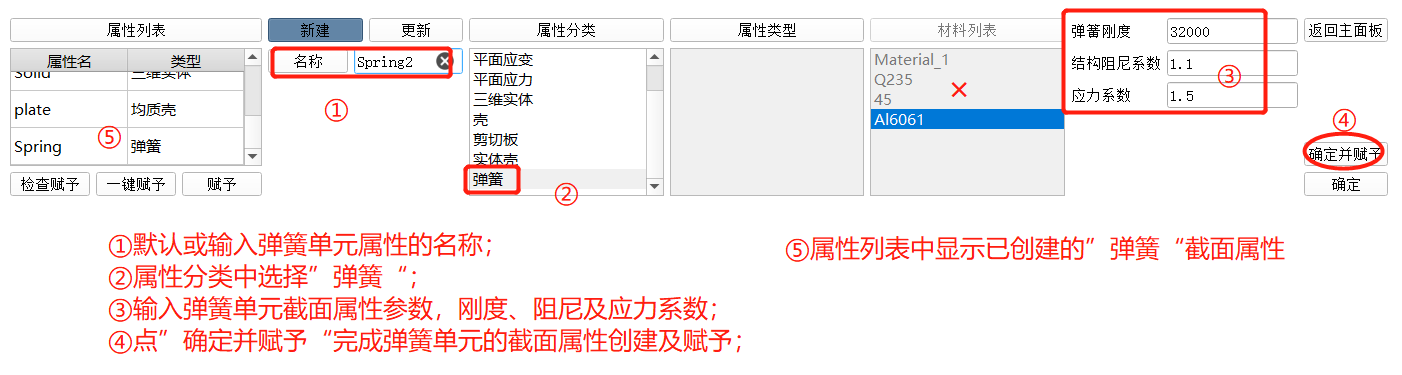 属性列表 新建 更新 属性分类 属性类型 材料列表 弹簧刚度 32000 返回主面板
属性名 类型 名称 Spring2 平面应变 Material_1 结构阻尼系数 1.1 ③
Solid 三维实体 平面应力 Q235
plate 均质壳 ① 三维实体 45 应力系数 1.5
⑤ 壳 Al6061 ④
Spring 弹簧 剪切板 确定并赋予
实体壳
检查赋予 一键赋予 赋予 弹簧 ② 确定
①默认或输入弹簧单元属性的名称;
②属性分类中选择”弹簧“;
③输入弹簧单元截面属性参数，刚度、阻尼及应力系数;
④点”确定并赋予“完成弹簧单元的截面属性创建及赋予;
⑤属性列表中显示已创建的”弹簧“截面属性